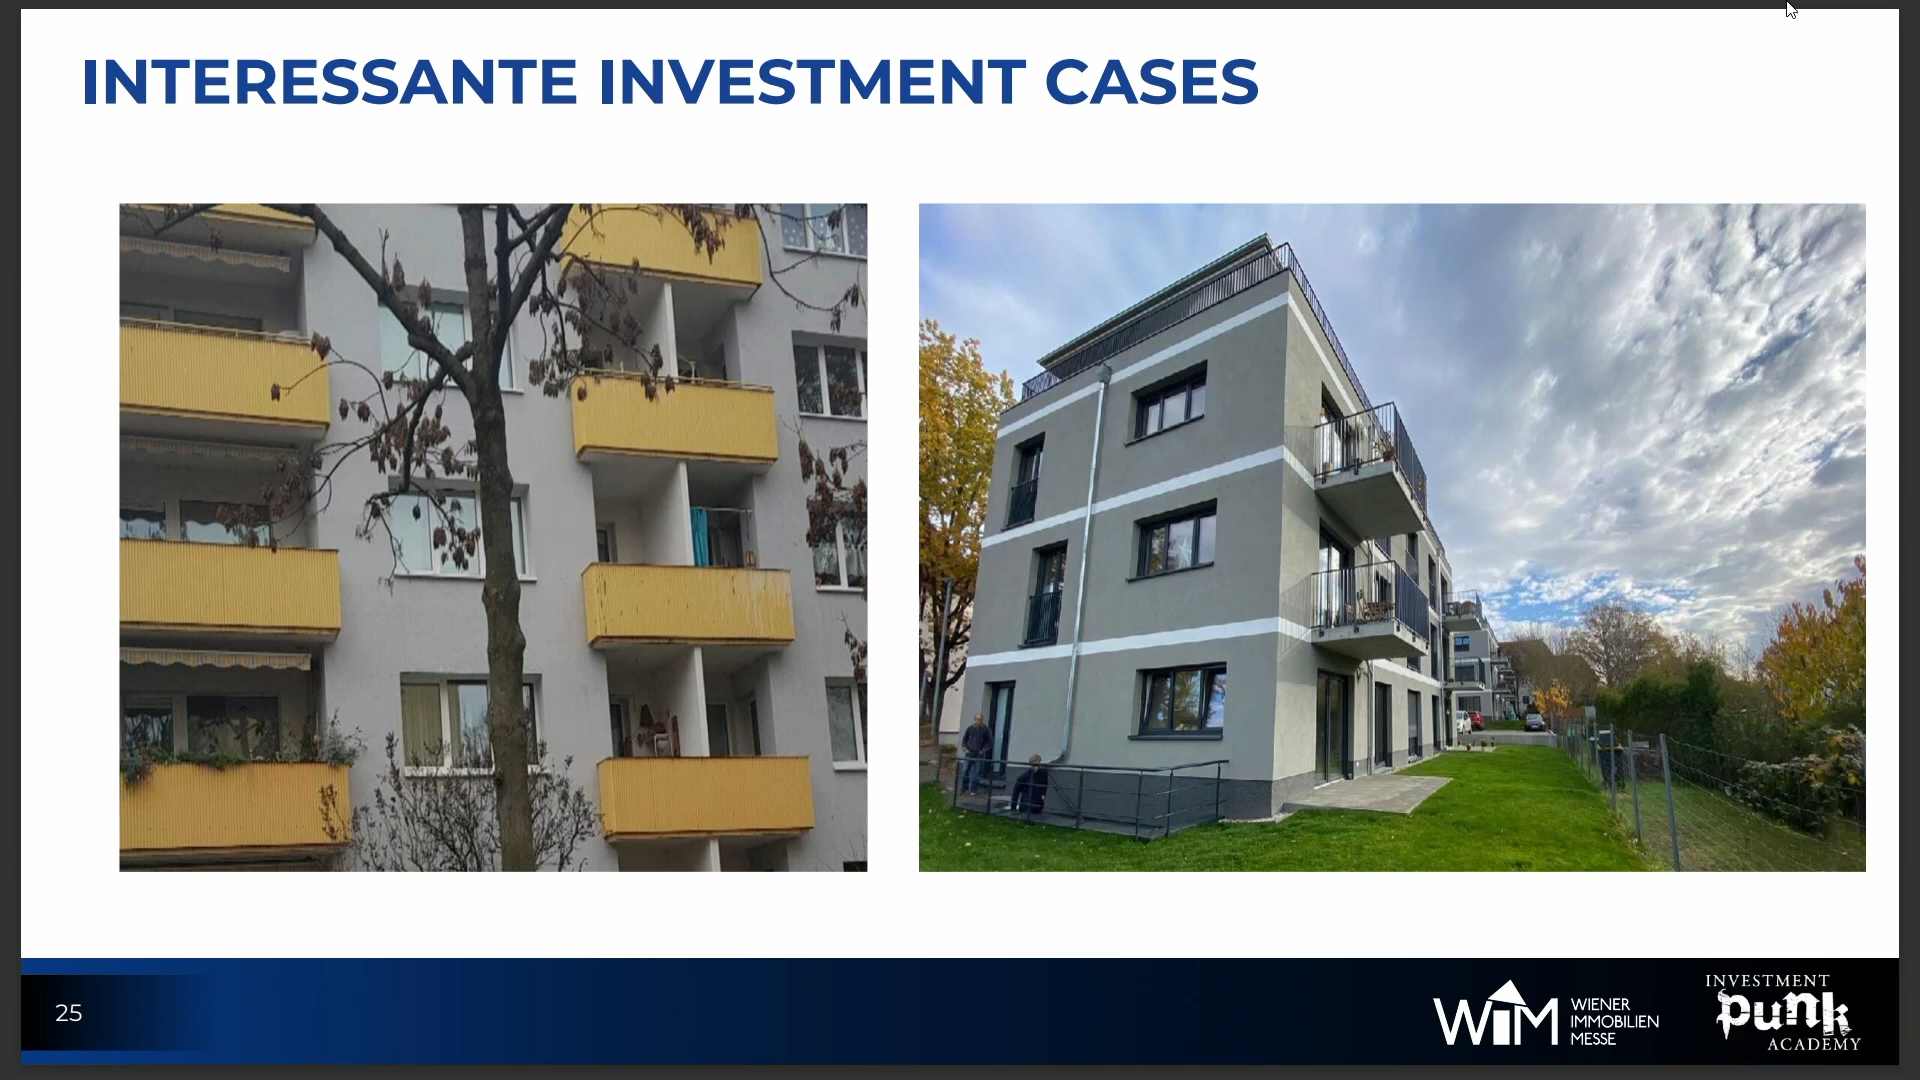 INTERESSANTE INVESTMENT CASES
25
WIM WIENER
IMMOBILIEN
MESSE
INVESTMENT
punk
ACADEMY